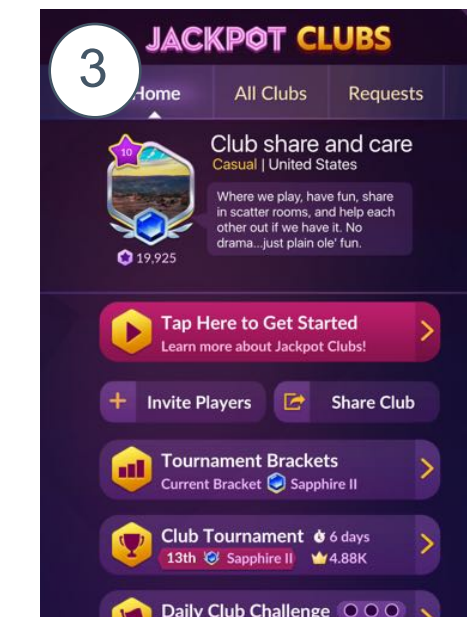 3
JACKPOT CLUBS
Home All Clubs Requests
10
Club share and care
Casual | United States
Where we play, have fun, share
in scatter rooms, and help each
other out if we have it. No
drama...just plain ole' fun.
19,925
Tap Here to Get Started
Learn more about Jackpot Clubs!
Invite Players Share Club
Tournament Brackets
Current Bracket Sapphire II
Club Tournament 6 days
13th Sapphire II 4.88K
Daily Club Challenge